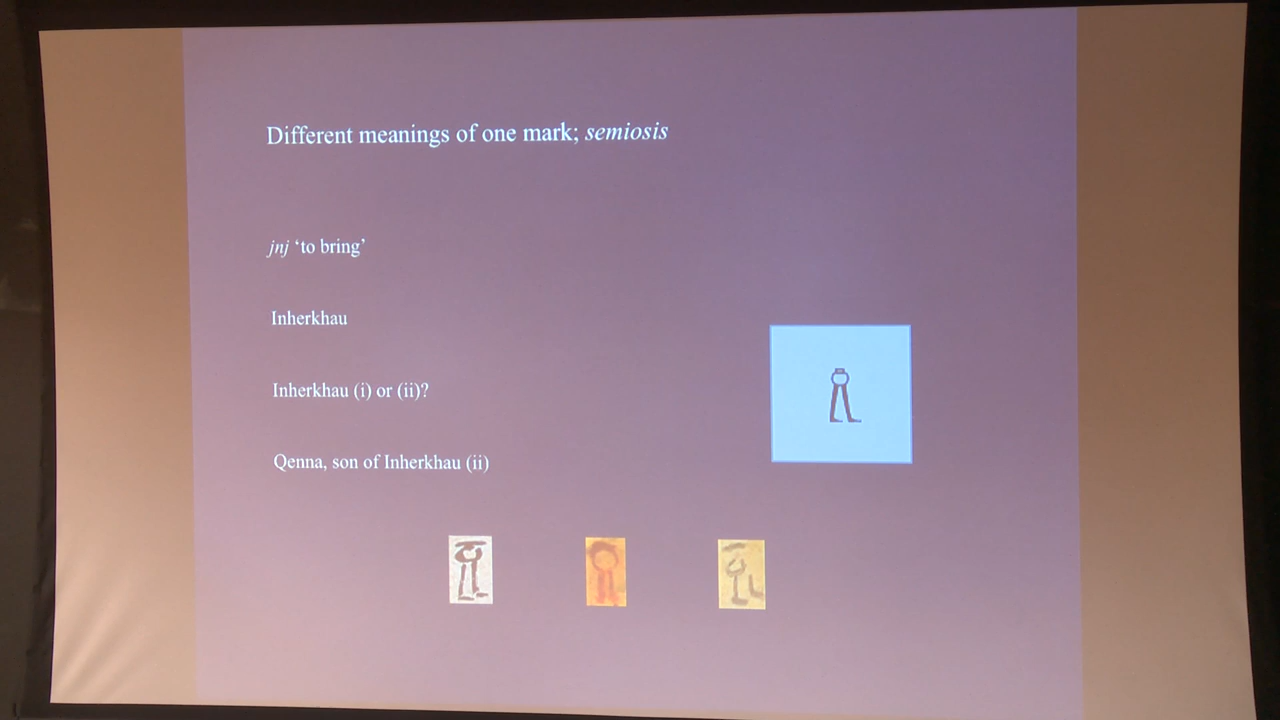 Different meanings of one mark; semiosis
jnj ‘to bring’
Inherkhau
Inherkhau (i) or (ii)?
Qenna, son of Inherkhau (ii)